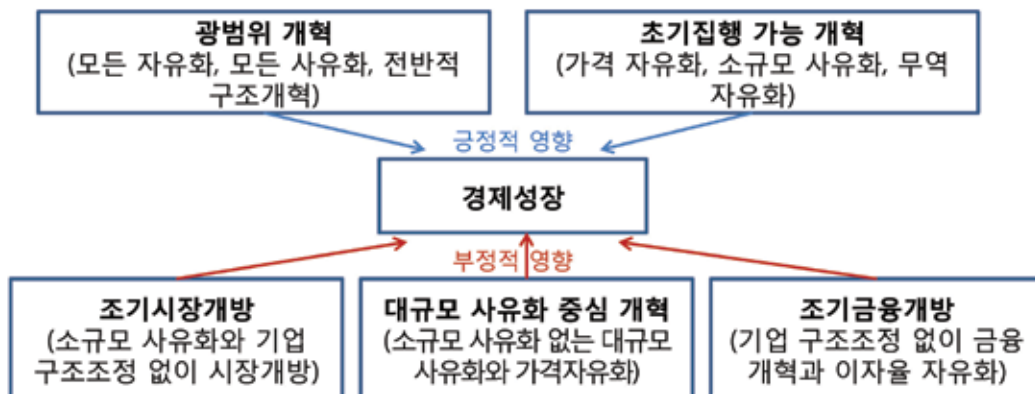 광범위 개혁
(모든 자유화, 모든 사유화, 전반적
구조개혁)
초기집행 가능 개혁
(가격 자유화, 소규모 사유화, 무역
자유화)
긍정적 영향
경제성장
부정적 영향
조기시장개방
(소규모 사유화와 기업
구조조정 없이 시장개방)
대규모 사유화 중심 개혁
(소규모 사유화 없는 대규모
사유화와 가격자유화)
조기금융개방
(기업 구조조정 없이 금융
개혁과 이자율 자유화)